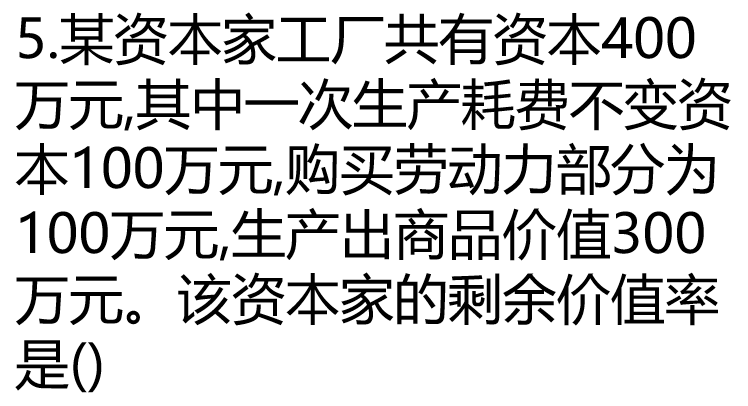 5.某资本家工厂共有资本400
万元,其中一次生产耗费不变资
本100万元,购买劳动力部分为
100万元,生产出商品价值300
万元。该资本家的剩余价值率
是()